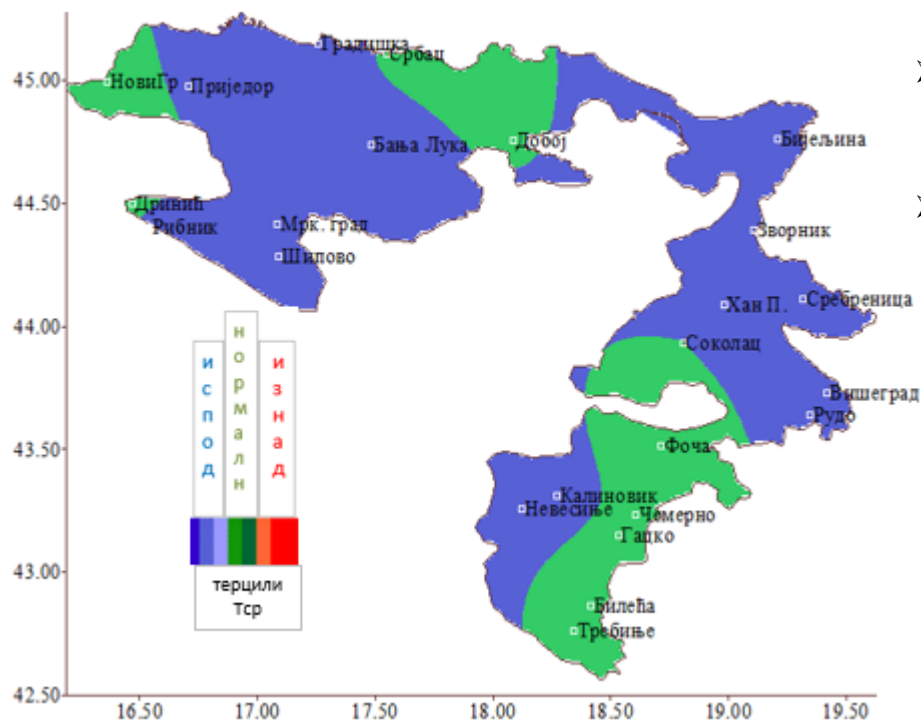 Градишка
Србац
45.00
НовиГр
Приједор
Бања Лука
Добој
Бијељина
44.50
Дринић
Рибник
Мрк. град
Зворник
Шипово
Хан П.
Сребреница
44.00
Соколац
испод
нормалн
изнад
Вишеград
Рудо
43.50
Фоча
Калиновик
Невесиње
Чемерно
Гацко
43.00
терцили
Тср
Билећа
Требиње
42.50
16.50 17.00 17.50 18.00 18.50 19.00 19.50